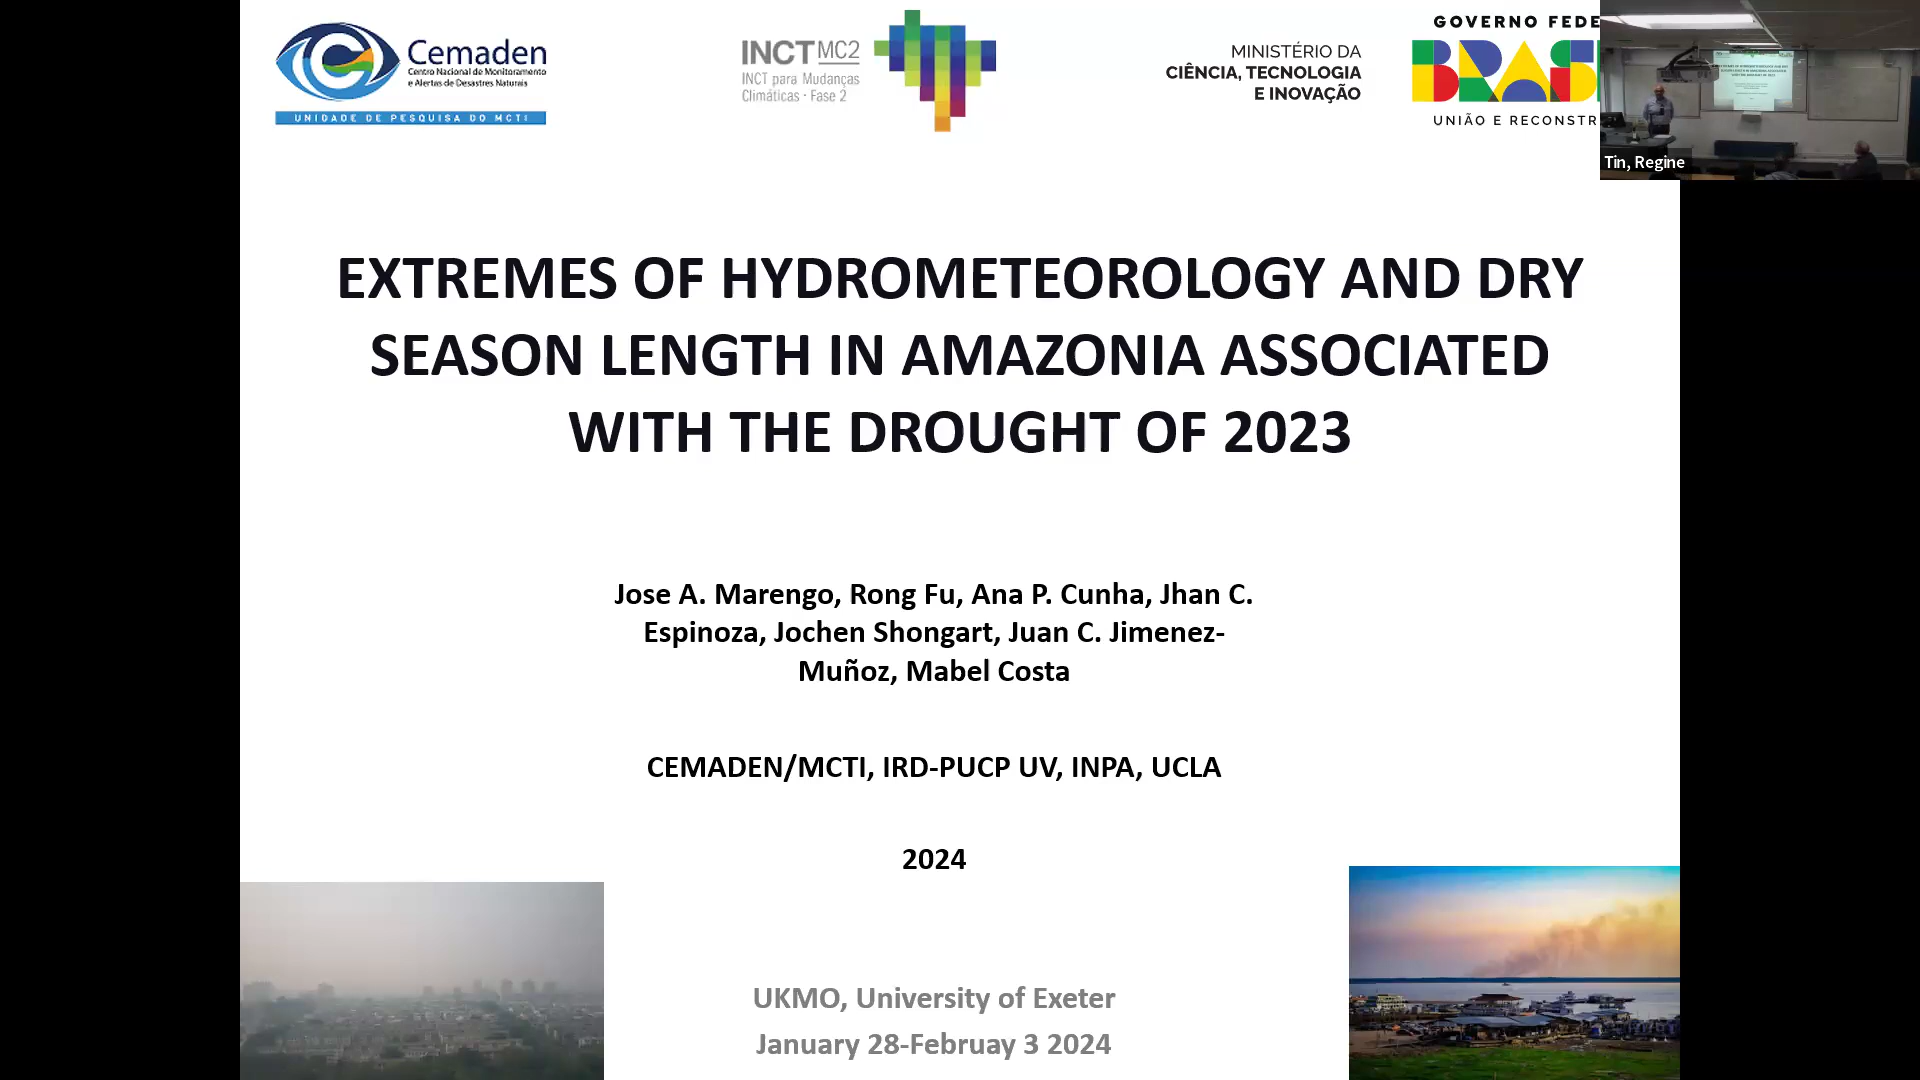 Cemaden
Centro Nacional de Monitoramento
e Alertas de Desastres Naturais
UNIDADE DE PESQUISA DO MCTI
INCT MC2
INCT para Mudanças
Climáticas · Fase 2
MINISTÉRIO DA
CIÊNCIA, TECNOLOGIA
E INOVAÇÃO
GOVERNO FEDE
BRASI
UNIÃO E RECONSTR
Tin, Regine
EXTREMES OF HYDROMETEOROLOGY AND DRY
SEASON LENGTH IN AMAZONIA ASSOCIATED
WITH THE DROUGHT OF 2023
Jose A. Marengo, Rong Fu, Ana P. Cunha, Jhan C.
Espinoza, Jochen Shongart, Juan C. Jimenez-
Muñoz, Mabel Costa
CEMADEN/MCTI, IRD-PUCP UV, INPA, UCLA
2024
UKMO, University of Exeter
January 28-Februay 3 2024